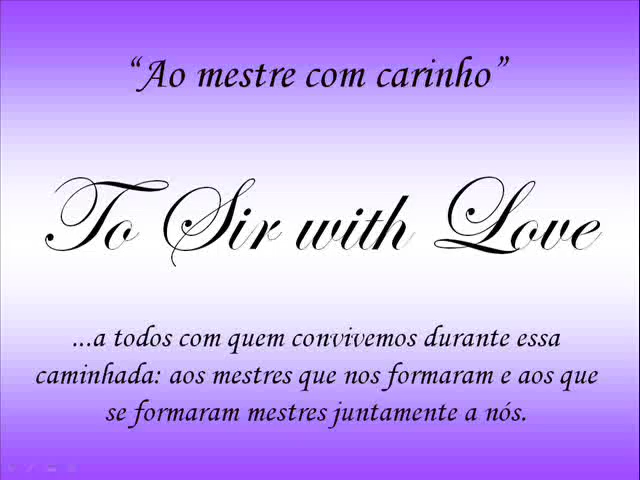 “Ao mestre com carinho”
To Sir with Love
...a todos com quem convivemos durante essa
caminhada: aos mestres que nos formaram e aos que
se formaram mestres juntamente a nós.